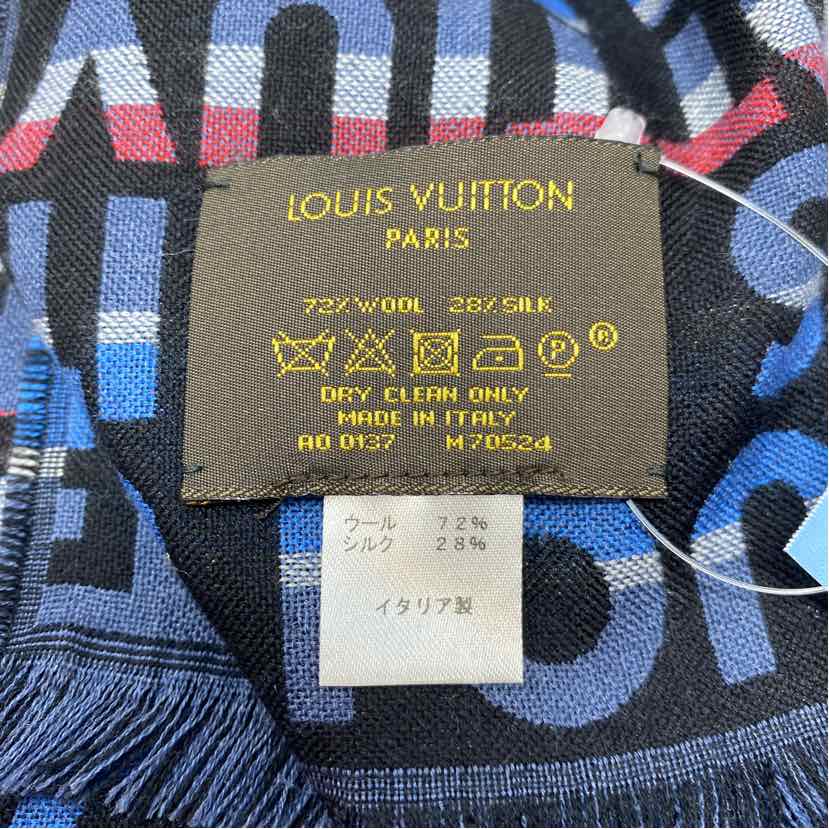 LOUIS VUITTON
PARIS
72% WOOL 28% SILK
P ®
DRY CLEAN ONLY
MADE IN ITALY
AO 0137 M70524
ウール 72%
シルク 28%
イタリア製